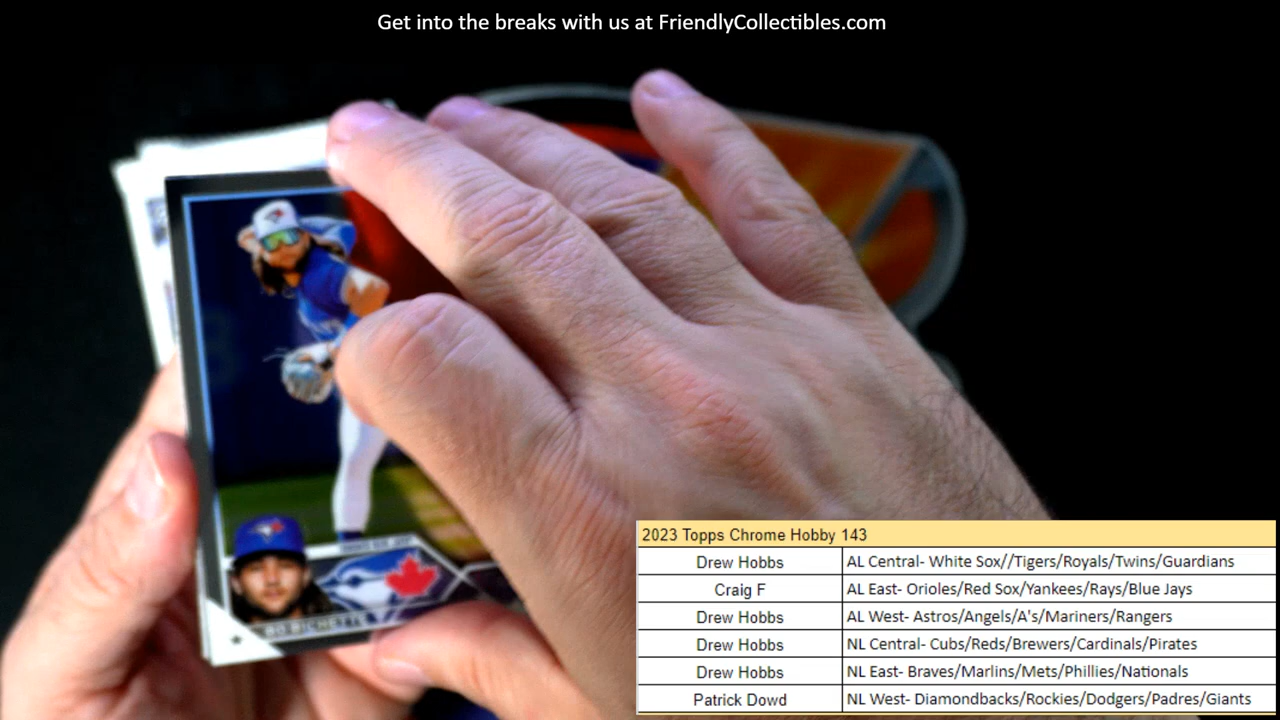 Get into the breaks with us at FriendlyCollectibles.com
2023 Topps Chrome Hobby 143
Drew Hobbs AL Central- White Sox//Tigers/Royals/Twins/Guardians
Craig F AL East- Orioles/Red Sox/Yankees/Rays/Blue Jays
Drew Hobbs AL West- Astros/Angels/A's/Mariners/Rangers
Drew Hobbs NL Central- Cubs/Reds/Brewers/Cardinals/Pirates
Drew Hobbs NL East- Braves/Marlins/Mets/Phillies/Nationals
Patrick Dowd NL West- Diamondbacks/Rockies/Dodgers/Padres/Giants